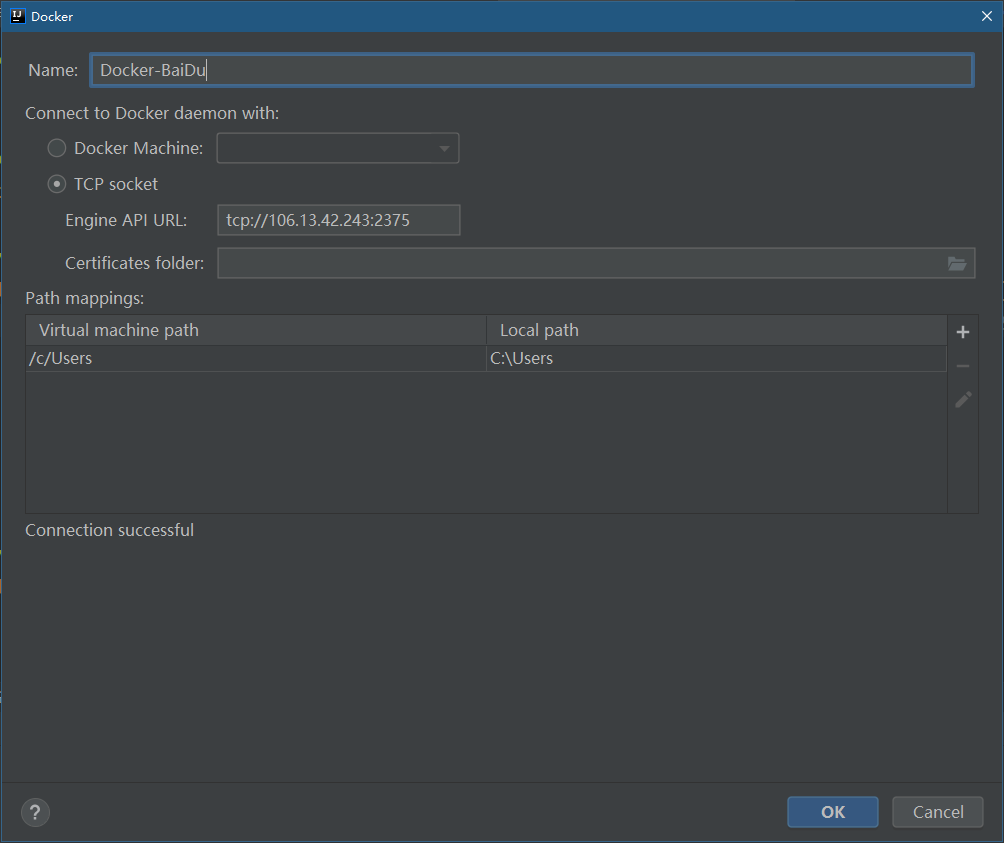 Docker
Name: Docker-BaiDu
Connect to Docker daemon with:
Docker Machine:
TCP socket
Engine API URL: tcp://106.13.42.243:2375
Certificates folder:
Path mappings:
Virtual machine path Local path
/c/Users C:\Users
Connection successful
? OK Cancel